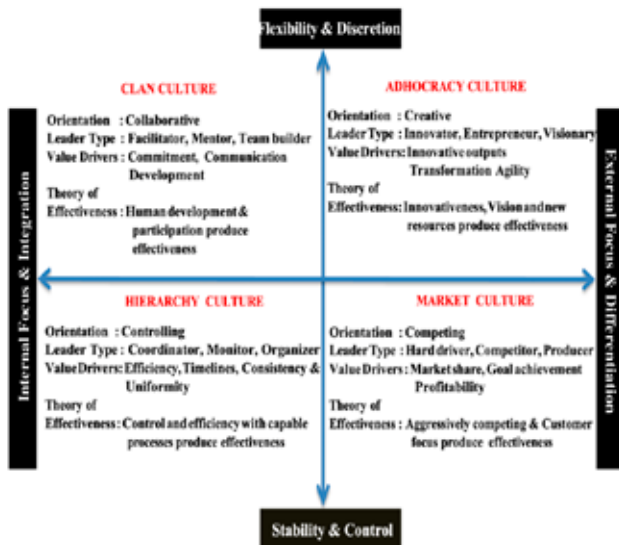 Flexibility & Discretion
CLAN CULTURE
Orientation : Collaborative
Leader Type : Facilitator, Mentor, Team builder
Value Drivers : Commitment, Communication
Development
Theory of
Effectiveness : Human development &
participation produce
effectiveness
ADHOCRACY CULTURE
Orientation : Creative
Leader Type : Innovator, Entrepreneur, Visionary
Value Drivers: Innovative outputs
Transformation Agility
Theory of
Effectiveness: Innovativeness, Vision and new
resources produce effectiveness
Internal Focus & Integration
External Focus & Differentiation
HIERARCHY CULTURE
Orientation : Controlling
Leader Type : Coordinator, Monitor, Organizer
Value Drivers: Efficiency, Timelines, Consistency &
Uniformity
Theory of
Effectiveness : Control and efficiency with capable
processes produce effectiveness
MARKET CULTURE
Orientation : Competing
Leader Type : Hard driver, Competitor, Producer
Value Drivers : Market share, Goal achievement
Profitability
Theory of
Effectiveness : Aggressively competing & Customer
focus produce effectiveness
Stability & Control